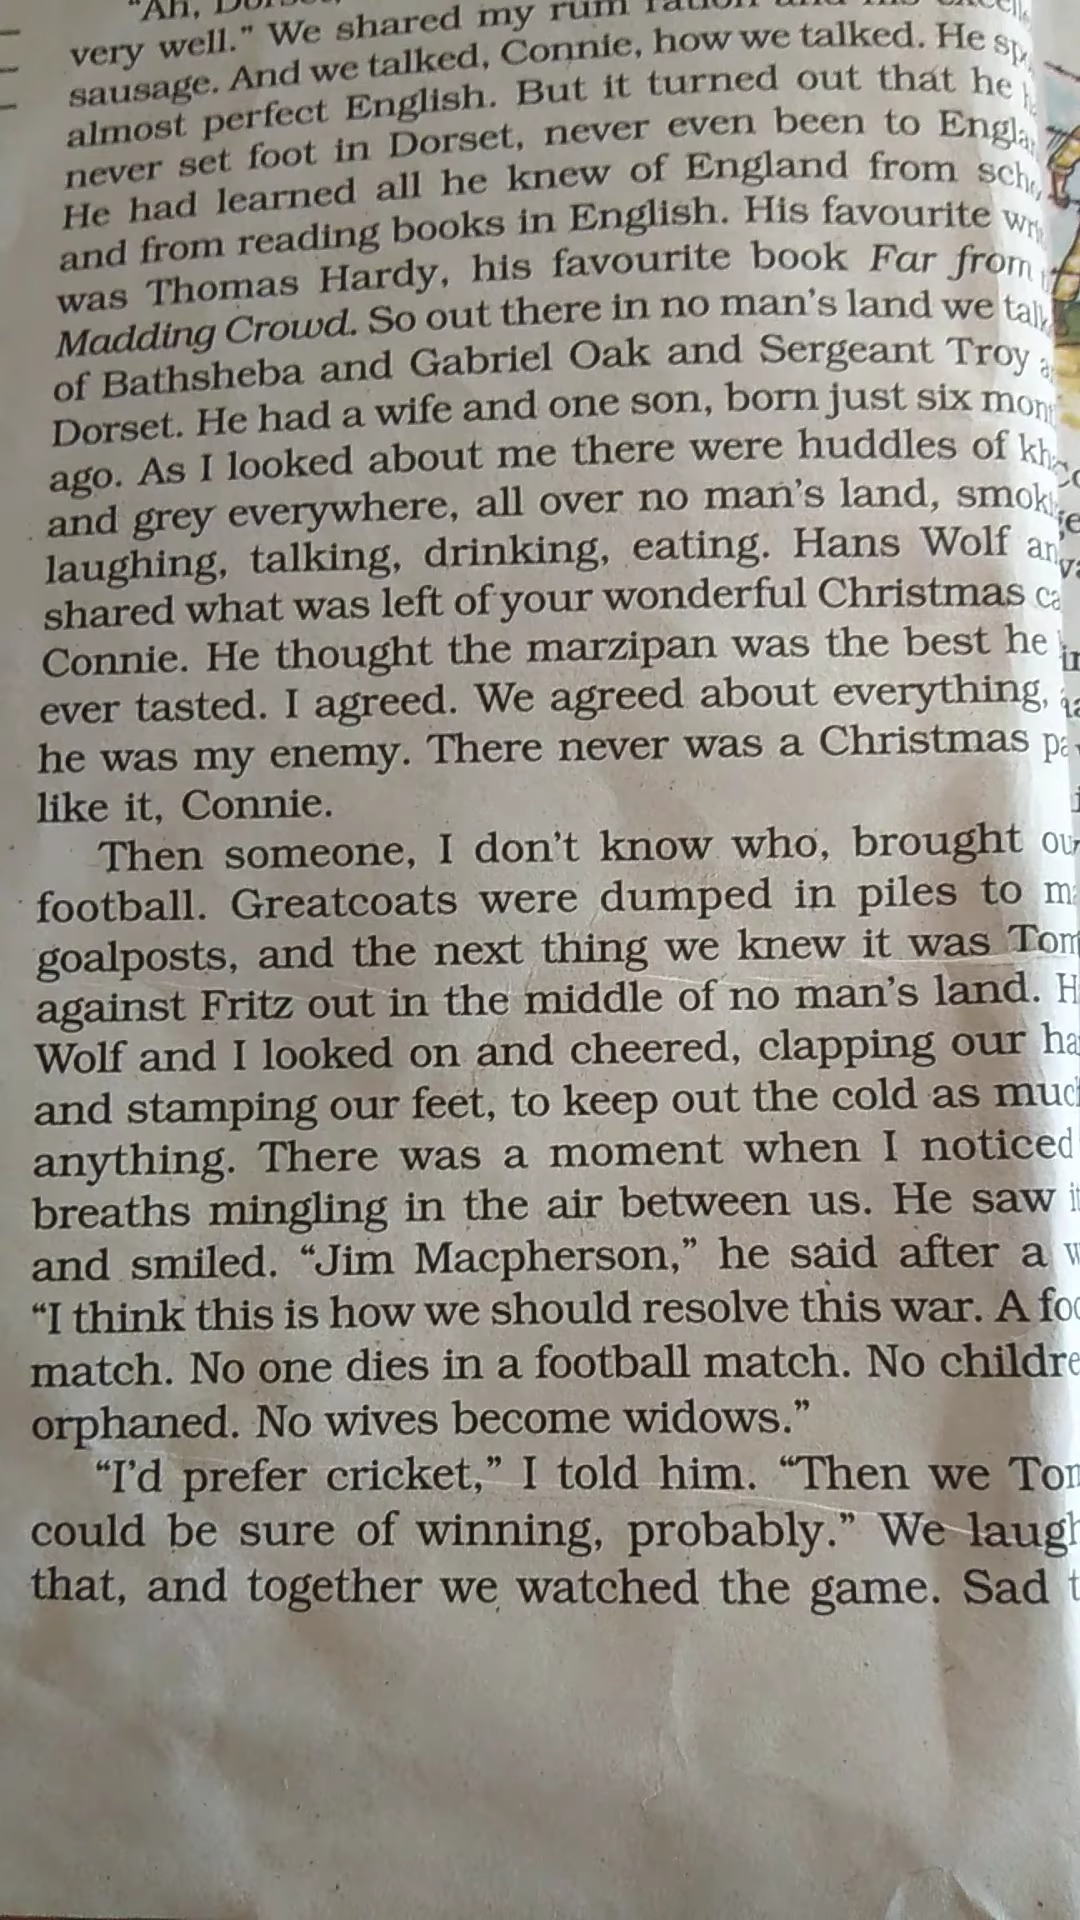 "Ah,
very well." We shared my rum ration and his
sausage. And we talked, Connie, how we talked. He
almost perfect English. But it turned out that he
never set foot in Dorset, never even been to
He had learned all he knew of England from
and from reading books in English. His favourite
was Thomas Hardy, his favourite book Far from
Madding Crowd. So out there in no man's land we
of Bathsheba and Gabriel Oak and Sergeant Troy
Dorset. He had a wife and one son, born just six
ago. As I looked about me there were huddles of
and grey everywhere, all over no man's land,
laughing, talking, drinking, eating. Hans Wolf
shared what was left of your wonderful Christmas
Connie. He thought the marzipan was the best he
ever tasted. I agreed. We agreed about everything,
he was my enemy. There never was a Christmas
like it, Connie.
Then someone, I don't know who, brought
football. Greatcoats were dumped in piles to
goalposts, and the next thing we knew it was
against Fritz out in the middle of no man's land.
Wolf and I looked on and cheered, clapping our
and stamping our feet, to keep out the cold as
anything. There was a moment when I noticed
breaths mingling in the air between us. He saw
and smiled. "Jim Macpherson," he said after a
"I think this is how we should resolve this war. A
match. No one dies in a football match. No
orphaned. No wives become widows."
"I'd prefer cricket," I told him. "Then we
could be sure of winning, probably." We
that, and together we watched the game. Sad